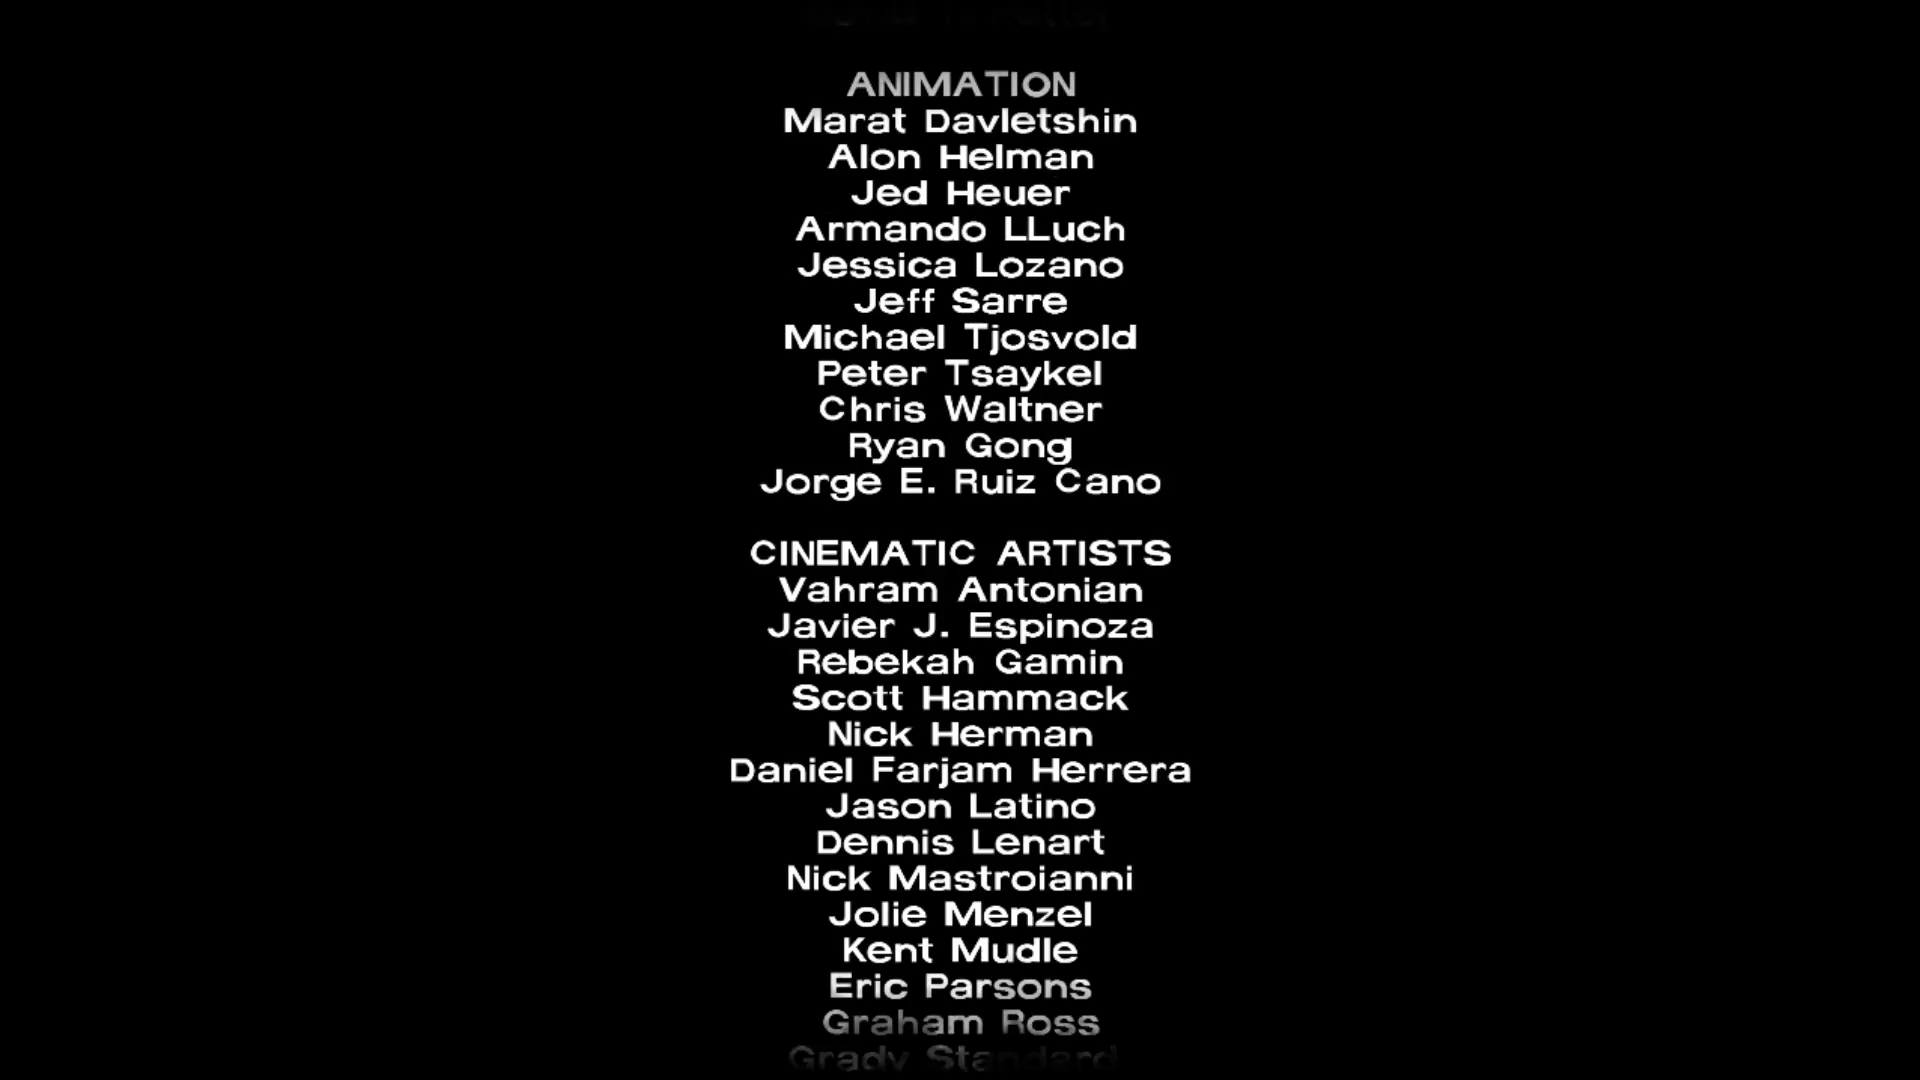 ANIMATION
Marat Davletshin
Alon Helman
Jed Heuer
Armando LLuch
Jessica Lozano
Jeff Sarre
Michael Tjosvold
Peter Tsaykel
Chris Waltner
Ryan Gong
Jorge E. Ruiz Cano
CINEMATIC ARTISTS
Vahram Antonian
Javier J. Espinoza
Rebekah Gamin
Scott Hammack
Nick Herman
Daniel Farjam Herrera
Jason Latino
Dennis Lenart
Nick Mastroianni
Jolie Menzel
Kent Mudle
Eric Parsons
Graham Ross
Grady Standard